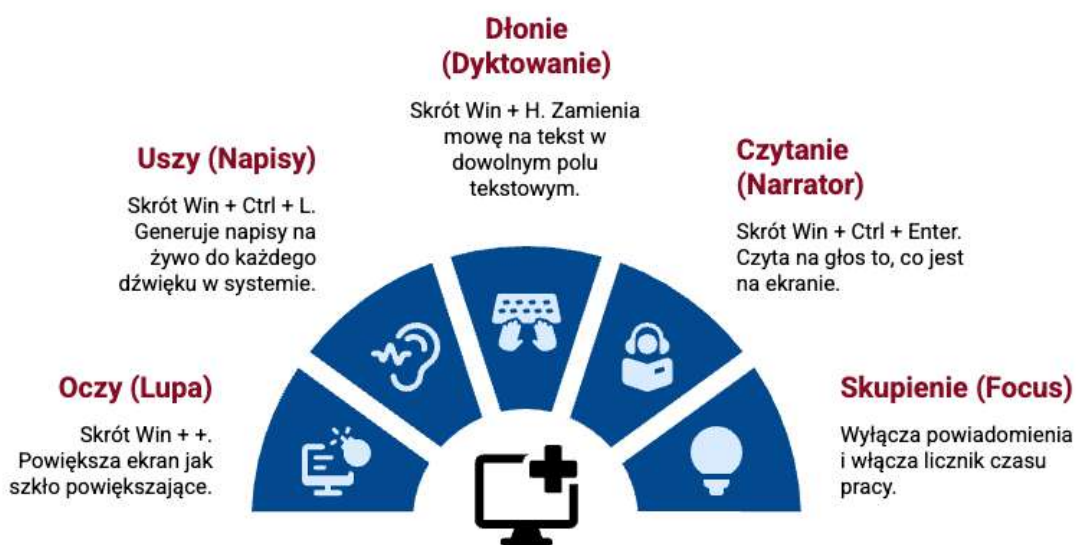 Dłonie
(Dyktowanie)
Skrót Win + H. Zamienia
mowę na tekst w
dowolnym polu
tekstowym.
Uszy (Napisy)
Skrót Win + Ctrl + L.
Generuje napisy na
żywo do każdego
dźwięku w systemie.
Czytanie
(Narrator)
Skrót Win + Ctrl + Enter.
Czyta na głos to, co jest
na ekranie.
Oczy (Lupa)
Skrót Win + +.
Powiększa ekran jak
szkło powiększające.
Skupienie (Focus)
Wyłącza powiadomienia
i włącza licznik czasu
pracy.